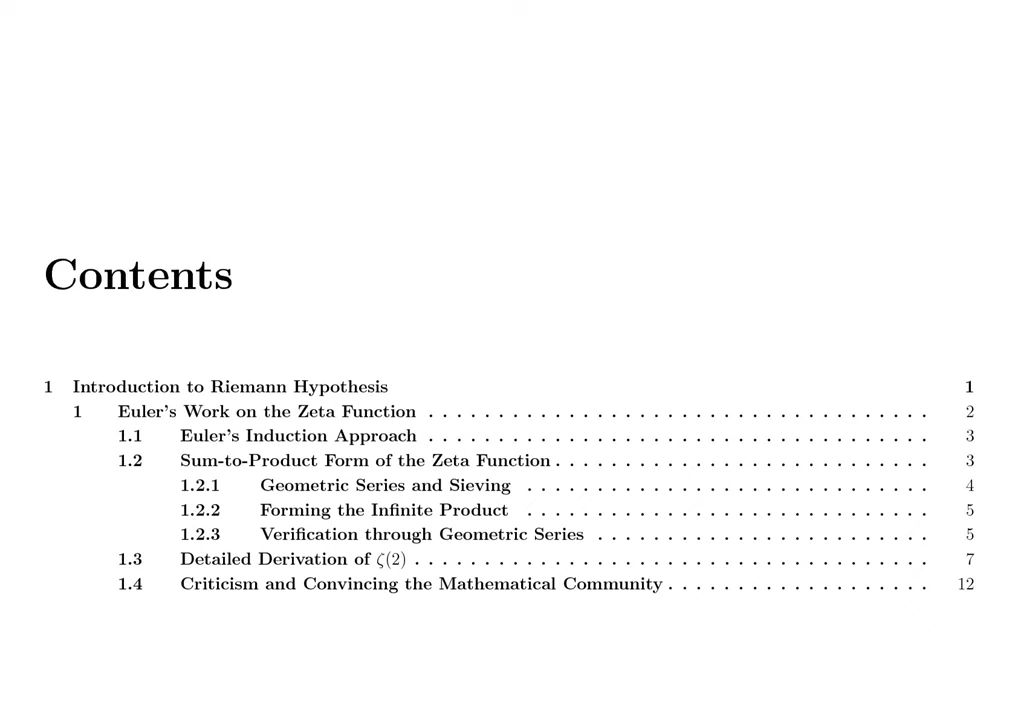 Contents
1 Introduction to Riemann Hypothesis 1
1 Euler's Work on the Zeta Function . . . . . . . . . . . . . . . . . . . . . . . . . . . . . . . . . . . . 2
1.1 Euler's Induction Approach . . . . . . . . . . . . . . . . . . . . . . . . . . . . . . . . . . . . 3
1.2 Sum-to-Product Form of the Zeta Function . . . . . . . . . . . . . . . . . . . . . . . . . . . 3
1.2.1 Geometric Series and Sieving . . . . . . . . . . . . . . . . . . . . . . . . . . . . . 4
1.2.2 Forming the Infinite Product . . . . . . . . . . . . . . . . . . . . . . . . . . . . . 5
1.2.3 Verification through Geometric Series . . . . . . . . . . . . . . . . . . . . . . . . 5
1.3 Detailed Derivation of ζ(2) . . . . . . . . . . . . . . . . . . . . . . . . . . . . . . . . . . . . . 7
1.4 Criticism and Convincing the Mathematical Community . . . . . . . . . . . . . . . . . . . 12